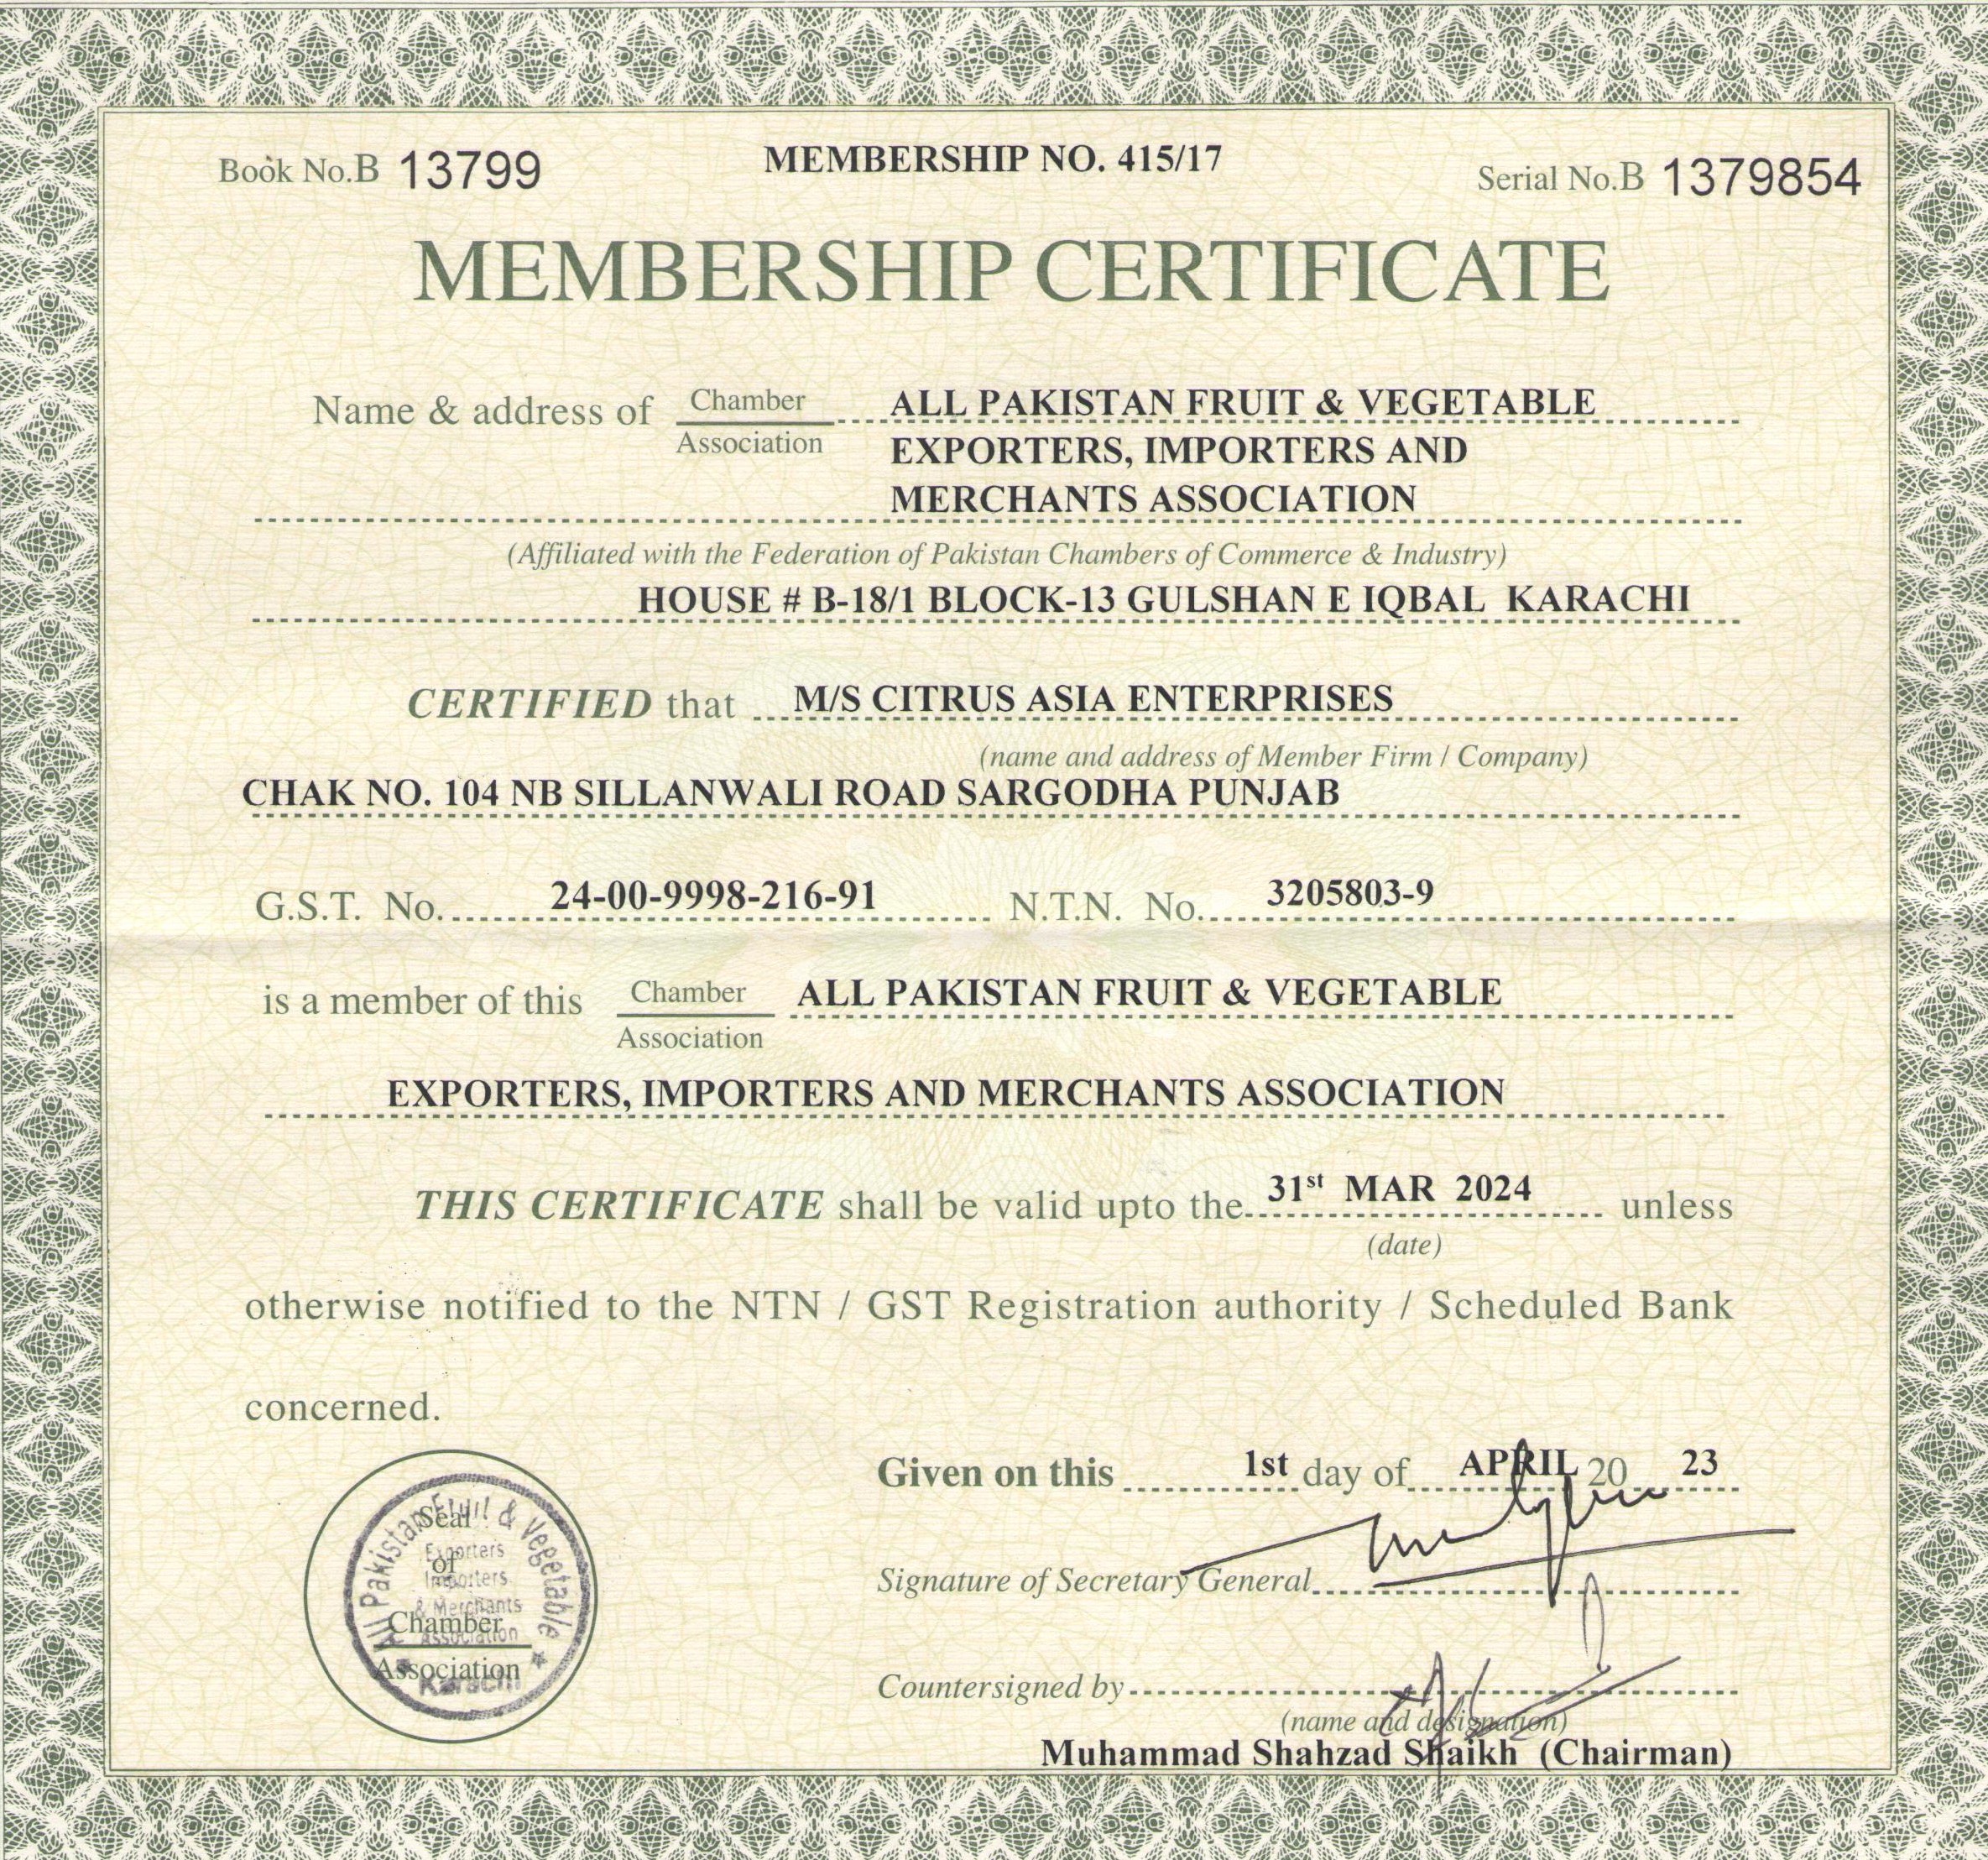 Book No.B 13799
MEMBERSHIP NO. 415/17
Serial No.B 1379854
MEMBERSHIP CERTIFICATE
Name & address of Chamber ALL PAKISTAN FRUIT & VEGETABLE
Association EXPORTERS, IMPORTERS AND
MERCHANTS ASSOCIATION
(Affiliated with the Federation of Pakistan Chambers of Commerce & Industry)
HOUSE # B-18/1 BLOCK-13 GULSHAN E IQBAL KARACHI
CERTIFIED that M/S CITRUS ASIA ENTERPRISES
(name and address of Member Firm / Company)
CHAK NO. 104 NB SILLANWALI ROAD SARGODHA PUNJAB
G.S.T. No. 24-00-9998-216-91 N.T.N. No. 3205803-9
is a member of this Chamber ALL PAKISTAN FRUIT & VEGETABLE
Association
EXPORTERS, IMPORTERS AND MERCHANTS ASSOCIATION
THIS CERTIFICATE shall be valid upto the 31st MAR 2024 unless
(date)
otherwise notified to the NTN / GST Registration authority / Scheduled Bank
concerned.
Given on this 1st day of APRIL 20 23
Signature of Secretary General
Countersigned by
(name and designation)
Muhammad Shahzad Shaikh (Chairman)
Seal
of
Chamber
Association
All Pakistan Fruit & Vegetable
Exporters
Importers
& Merchants
Association
Karachi